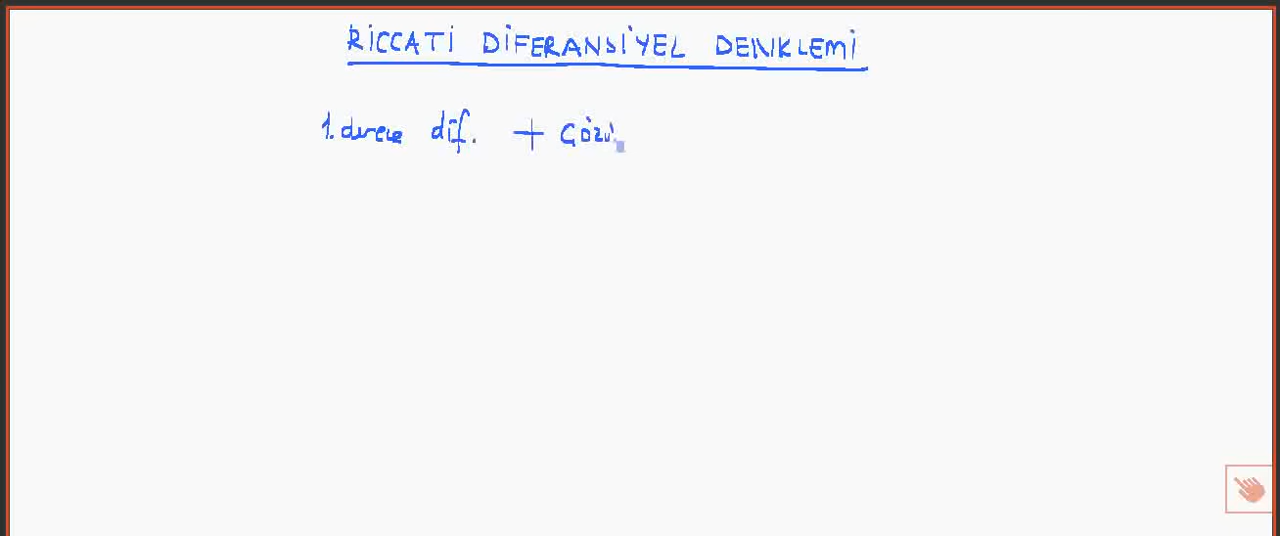 RİCCATİ DİFERANSİYEL DENKLEMİ
1. derece dif. + Çözü